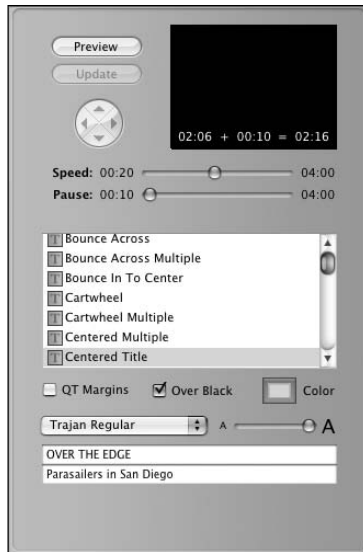 Preview
Update
02:06 + 00:10 = 02:16
Speed: 00:20 04:00
Pause: 00:10 04:00
Bounce Across
Bounce Across Multiple
Bounce In To Center
Cartwheel
Cartwheel Multiple
Centered Multiple
Centered Title
QT Margins Over Black Color
Trajan Regular A A
OVER THE EDGE
Parasailers in San Diego